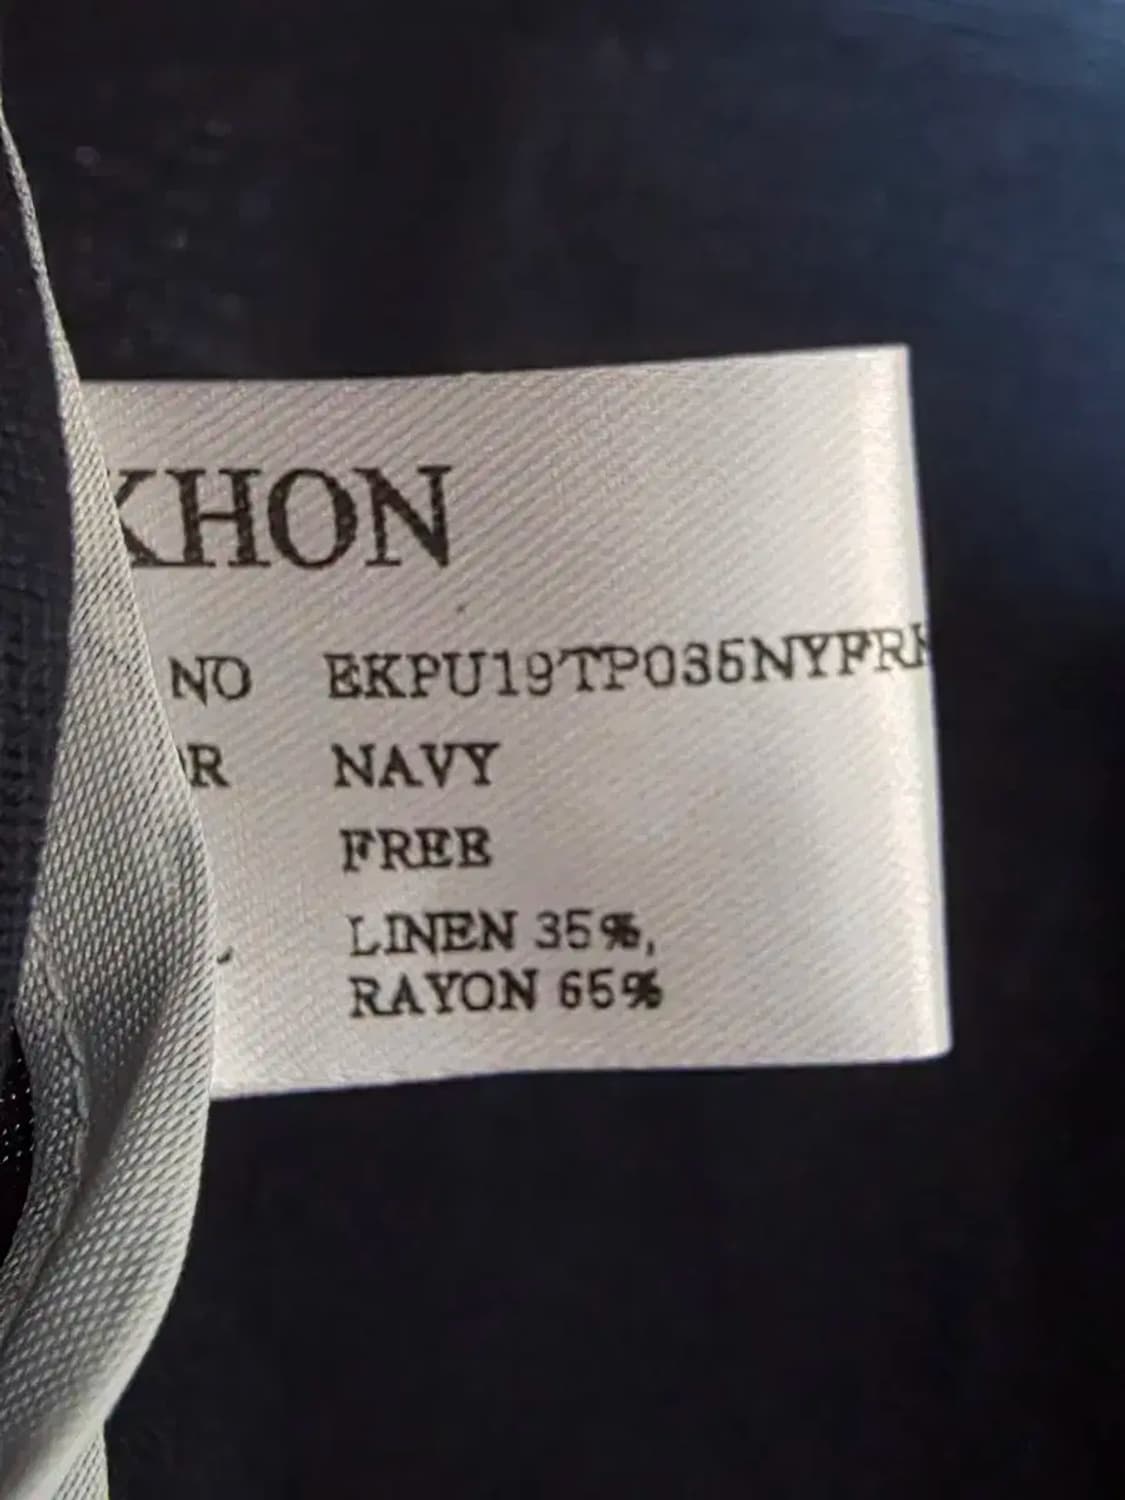 KHON
NO EKPU19TP035NYFR
R NAVY
FREE
LINEN 35%,
RAYON 65%